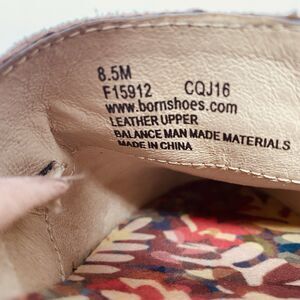 8.5M
F15912 CQJ16
www.bornshoes.com
LEATHER UPPER
BALANCE MAN MADE MATERIALS
MADE IN CHINA